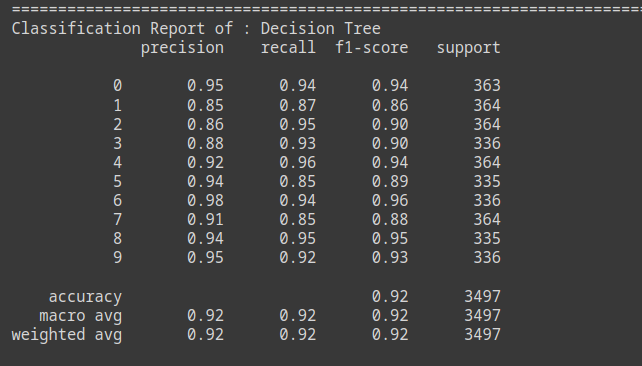 ================================================================================
Classification Report of : Decision Tree
precision recall f1-score support
0 0.95 0.94 0.94 363
1 0.85 0.87 0.86 364
2 0.86 0.95 0.90 364
3 0.88 0.93 0.90 336
4 0.92 0.96 0.94 364
5 0.94 0.85 0.89 335
6 0.98 0.94 0.96 336
7 0.91 0.85 0.88 364
8 0.94 0.95 0.95 335
9 0.95 0.92 0.93 336
accuracy 0.92 3497
macro avg 0.92 0.92 0.92 3497
weighted avg 0.92 0.92 0.92 3497